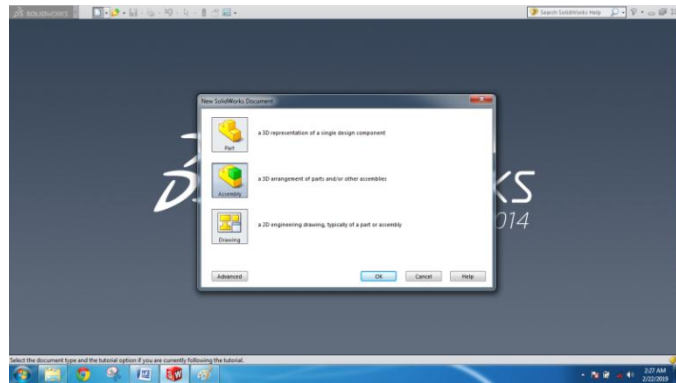 SOLIDWORKS
Search SolidWorks Help
New SolidWorks Document
Part
a 3D representation of a single design component
Assembly
a 3D arrangement of parts and/or other assemblies
Drawing
a 2D engineering drawing, typically of a part or assembly
Advanced
OK
Cancel
Help
KS
014
Select the document type and the tutorial option if you are currently following the tutorial.
2:27 AM
2/22/2019